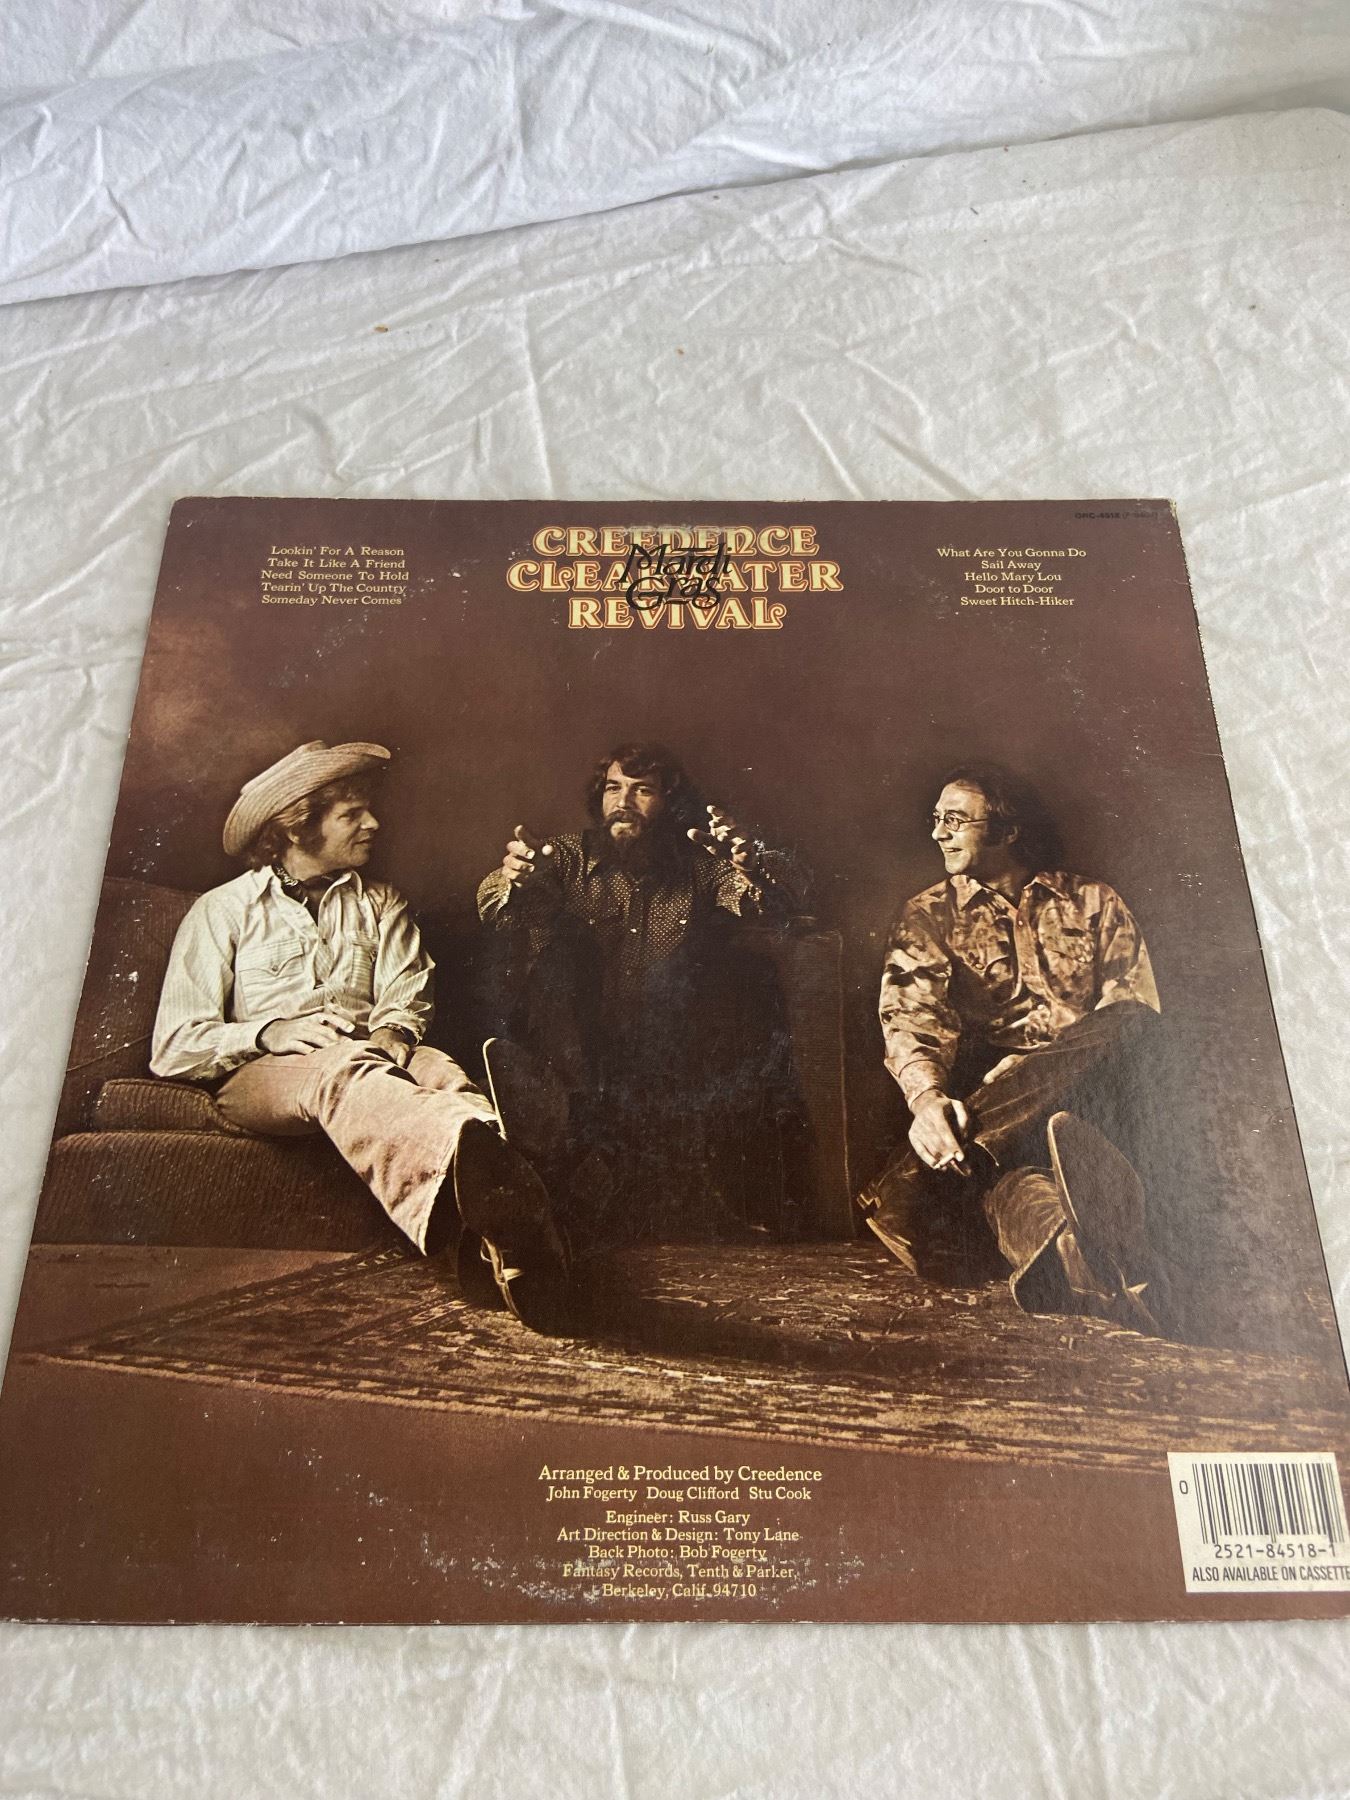 CREEDENCE
CLEARWATER
REVIVAL
Mardi
Gras
Lookin' For A Reason
Take It Like A Friend
Need Someone To Hold
Tearin' Up The Country
Someday Never Comes
What Are You Gonna Do
Sail Away
Hello Mary Lou
Door to Door
Sweet Hitch-Hiker
Arranged & Produced by Creedence
John Fogerty Doug Clifford Stu Cook
Engineer: Russ Gary
Art Direction & Design: Tony Lane
Back Photo: Bob Fogerty
Fantasy Records, Tenth & Parker,
Berkeley, Calif. 94710
0
2521-84518-1
ALSO AVAILABLE ON CASSETTE